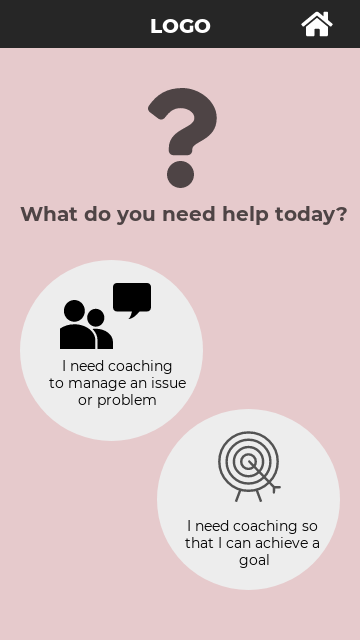 LOGO
?
What do you need help today?
I need coaching
to manage an issue
or problem
I need coaching so
that I can achieve a
goal